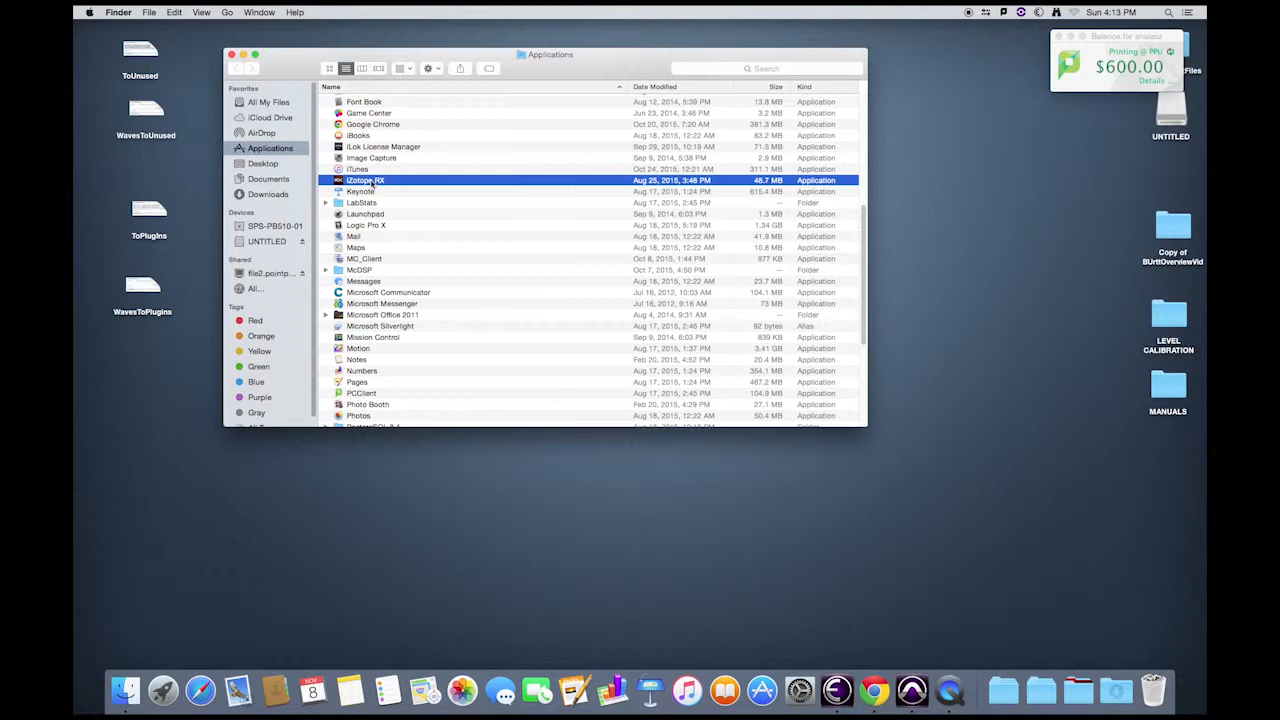 Finder File Edit View Go Window Help
Sun 4:13 PM
ToUnused
WavesToUnused
ToPlugIns
WavesToPlugins
Applications
Search
Favorites
All My Files
iCloud Drive
AirDrop
Applications
Desktop
Documents
Downloads
Devices
SPS-PB510-01
UNTITLED
Shared
file2.pointp...
All...
Tags
Red
Orange
Yellow
Green
Blue
Purple
Gray
Name Date Modified Size Kind
Font Book Aug 12, 2014, 5:39 PM 13.8 MB Application
Game Center Jun 23, 2014, 3:46 PM 3.2 MB Application
Google Chrome Oct 20, 2015, 7:20 AM 381.3 MB Application
iBooks Aug 18, 2015, 12:22 AM 63.2 MB Application
iLok License Manager Sep 29, 2015, 10:19 AM 71.5 MB Application
Image Capture Sep 9, 2014, 5:38 PM 2.9 MB Application
iTunes Oct 24, 2015, 12:21 AM 311.1 MB Application
iZotope RX Aug 25, 2015, 3:48 PM 48.7 MB Application
Keynote Aug 17, 2015, 1:24 PM 615.4 MB Application
LabStats Aug 17, 2015, 2:45 PM -- Folder
Launchpad Sep 9, 2014, 6:03 PM 1.3 MB Application
Logic Pro X Aug 18, 2015, 5:19 PM 1.34 GB Application
Mail Aug 18, 2015, 12:22 AM 41.9 MB Application
Maps Aug 18, 2015, 12:22 AM 10.8 MB Application
MC_Client Oct 8, 2015, 1:44 PM 977 KB Application
McDSP Oct 7, 2015, 4:50 PM -- Folder
Messages Aug 18, 2015, 12:22 AM 23.7 MB Application
Microsoft Communicator Jul 16, 2012, 10:03 AM 104.1 MB Application
Microsoft Messenger Jul 16, 2012, 9:16 AM 73 MB Application
Microsoft Office 2011 Aug 4, 2014, 9:31 AM -- Folder
Microsoft Silverlight Aug 17, 2015, 2:46 PM 92 bytes Alias
Mission Control Sep 9, 2014, 6:03 PM 839 KB Application
Motion Aug 17, 2015, 1:37 PM 3.41 GB Application
Notes Feb 20, 2015, 4:52 PM 20.4 MB Application
Numbers Aug 17, 2015, 1:24 PM 354.1 MB Application
Pages Aug 17, 2015, 1:24 PM 467.2 MB Application
PCClient Aug 17, 2015, 2:45 PM 104.9 MB Application
Photo Booth Feb 20, 2015, 4:29 PM 27.1 MB Application
Photos Aug 18, 2015, 12:22 AM 50.4 MB Application
Balance for shalasz
Printing @ PPU
$600.00
Details ...
Files
UNTITLED
Copy of
BUrttOverviewVid
LEVEL
CALIBRATION
MANUALS
NOV
8